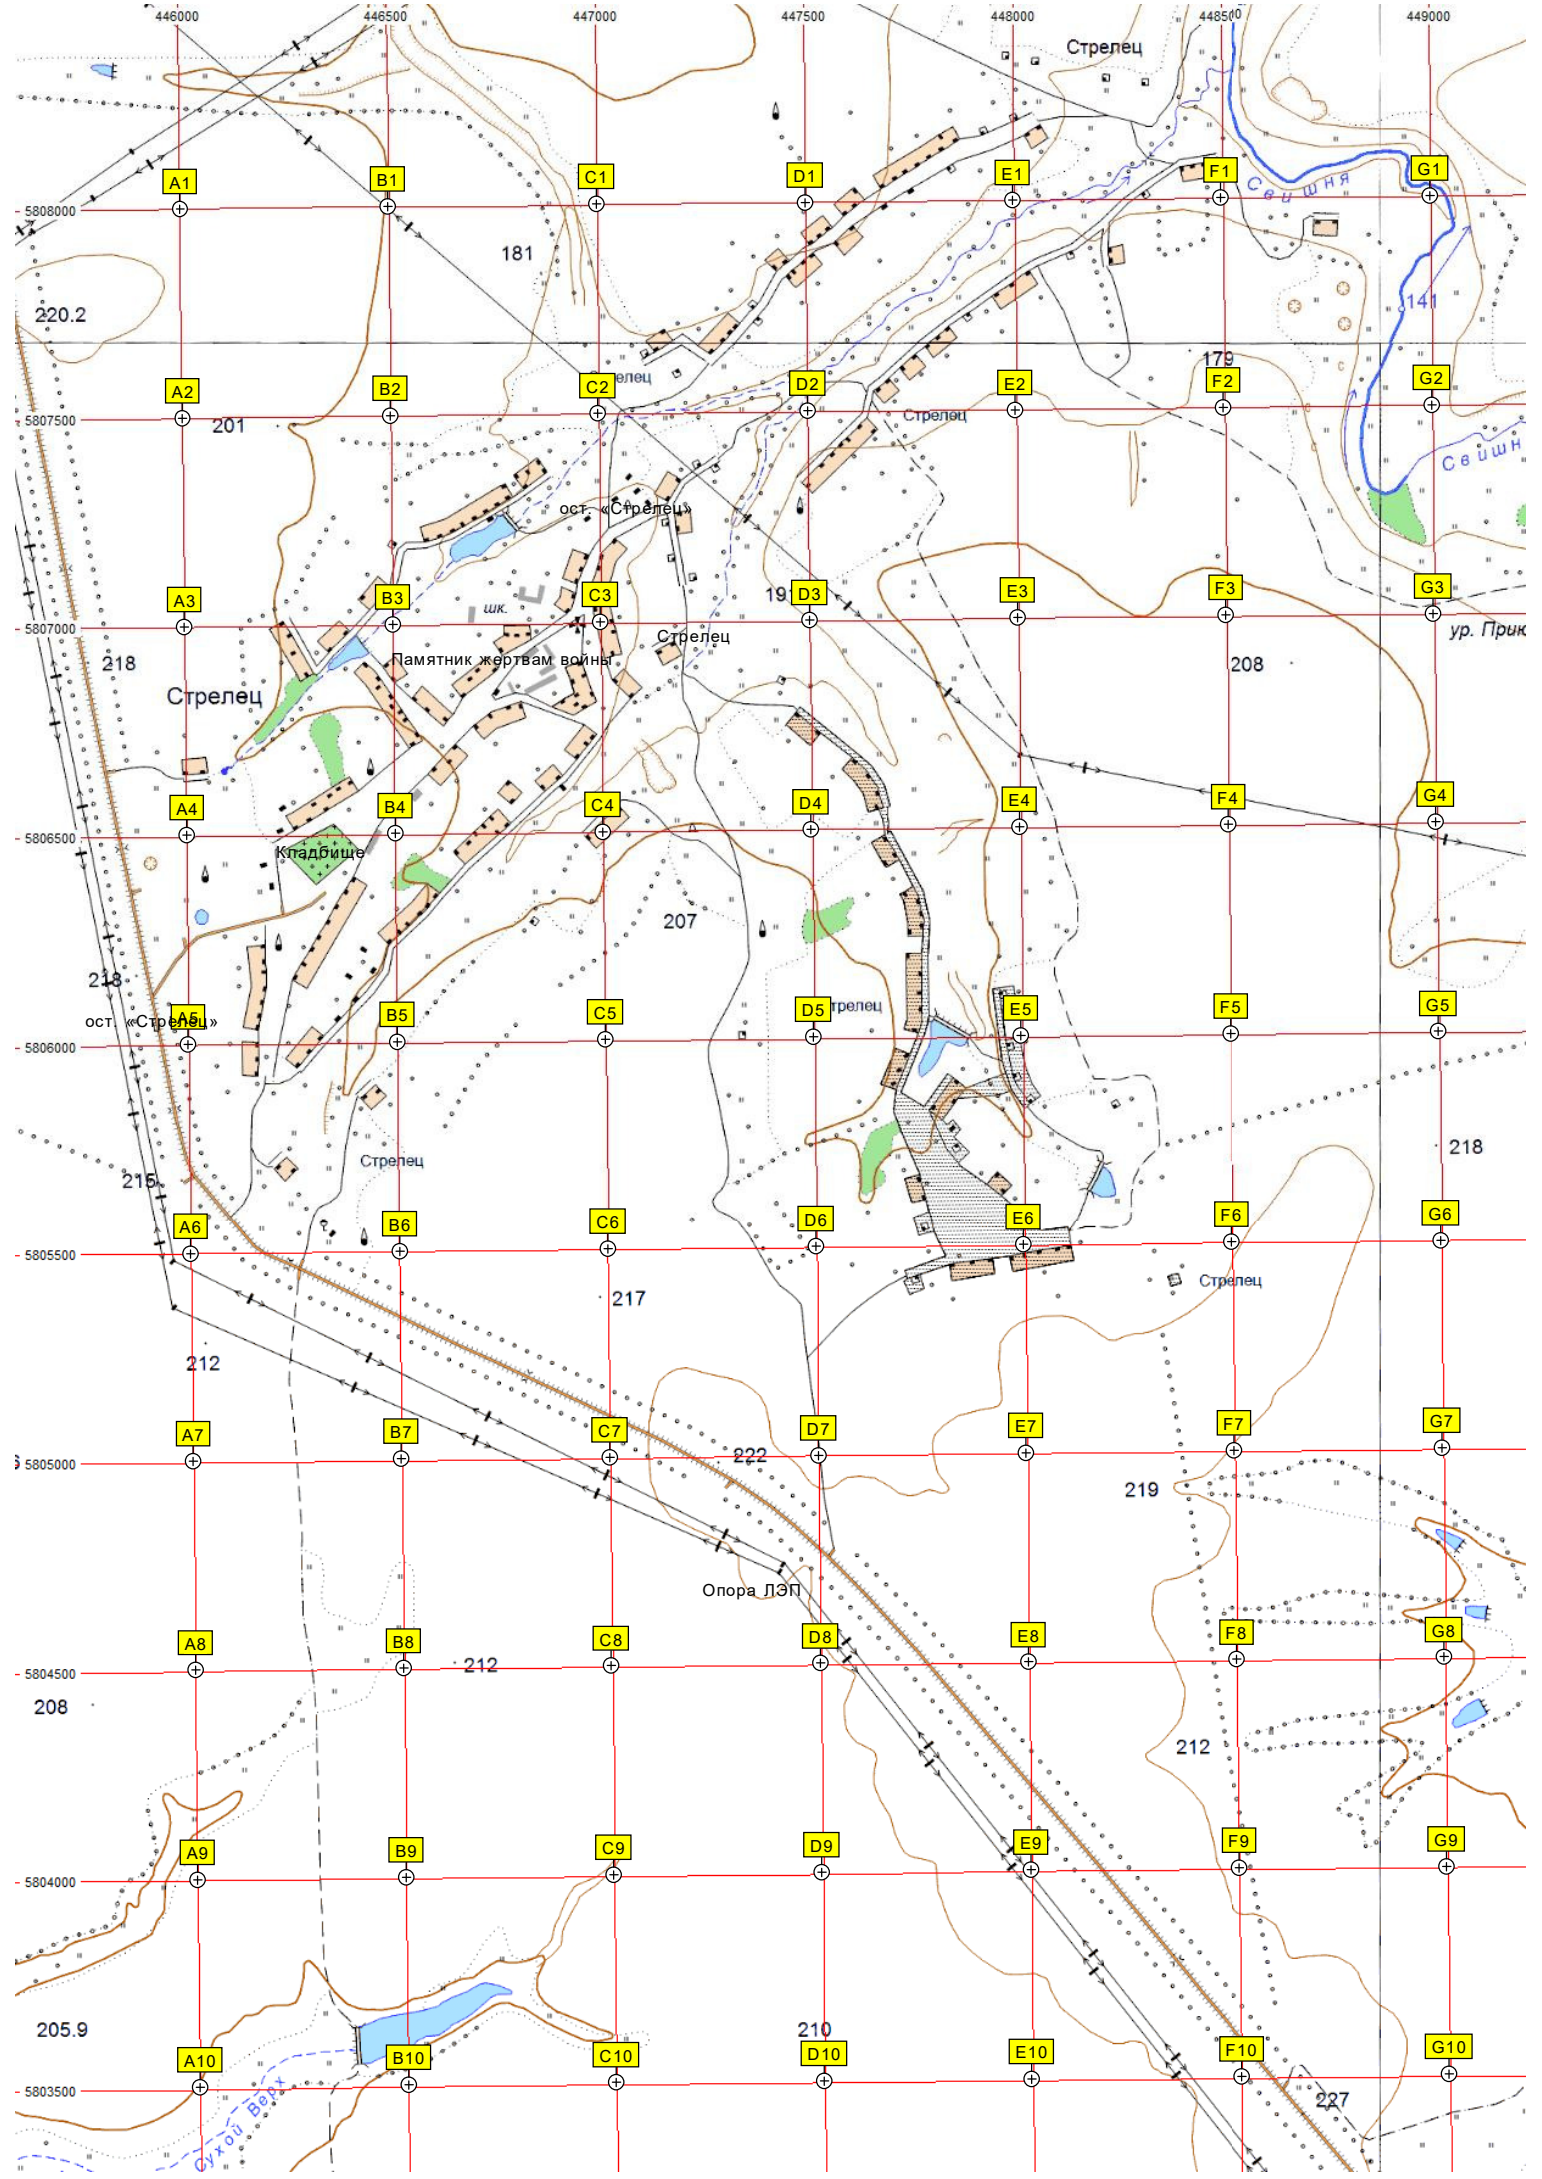 446000 446500 447000 447500 448000 448500 449000
Стрелец
A1 B1 C1 D1 E1 F1 G1
Свишня
5808000
181
220.2
141
179
A2 B2 C2 D2 E2 F2 G2
201
Стрелец
5807500
Свишн
ост. «Стрелец»
A3 B3 C3 D3 E3 F3 G3
шк.
5807000
ур. Прию
218
Стрелец
Памятник жертвам войны
208
Стрелец
A4 B4 C4 D4 E4 F4 G4
5806500
Кладбище
207
218
ост. «Стрелец»
A5 B5 C5 D5 E5 F5 G5
трелец
5806000
218
215
Стрелец
A6 B6 C6 D6 E6 F6 G6
5805500
217
Стрелец
212
A7 B7 C7 D7 E7 F7 G7
222
5805000
219
Опора ЛЭП
A8 B8 C8 D8 E8 F8 G8
212
5804500
208
212
A9 B9 C9 D9 E9 F9 G9
5804000
205.9
210
A10 B10 C10 D10 E10 F10 G10
5803500
227
Сухой Верх